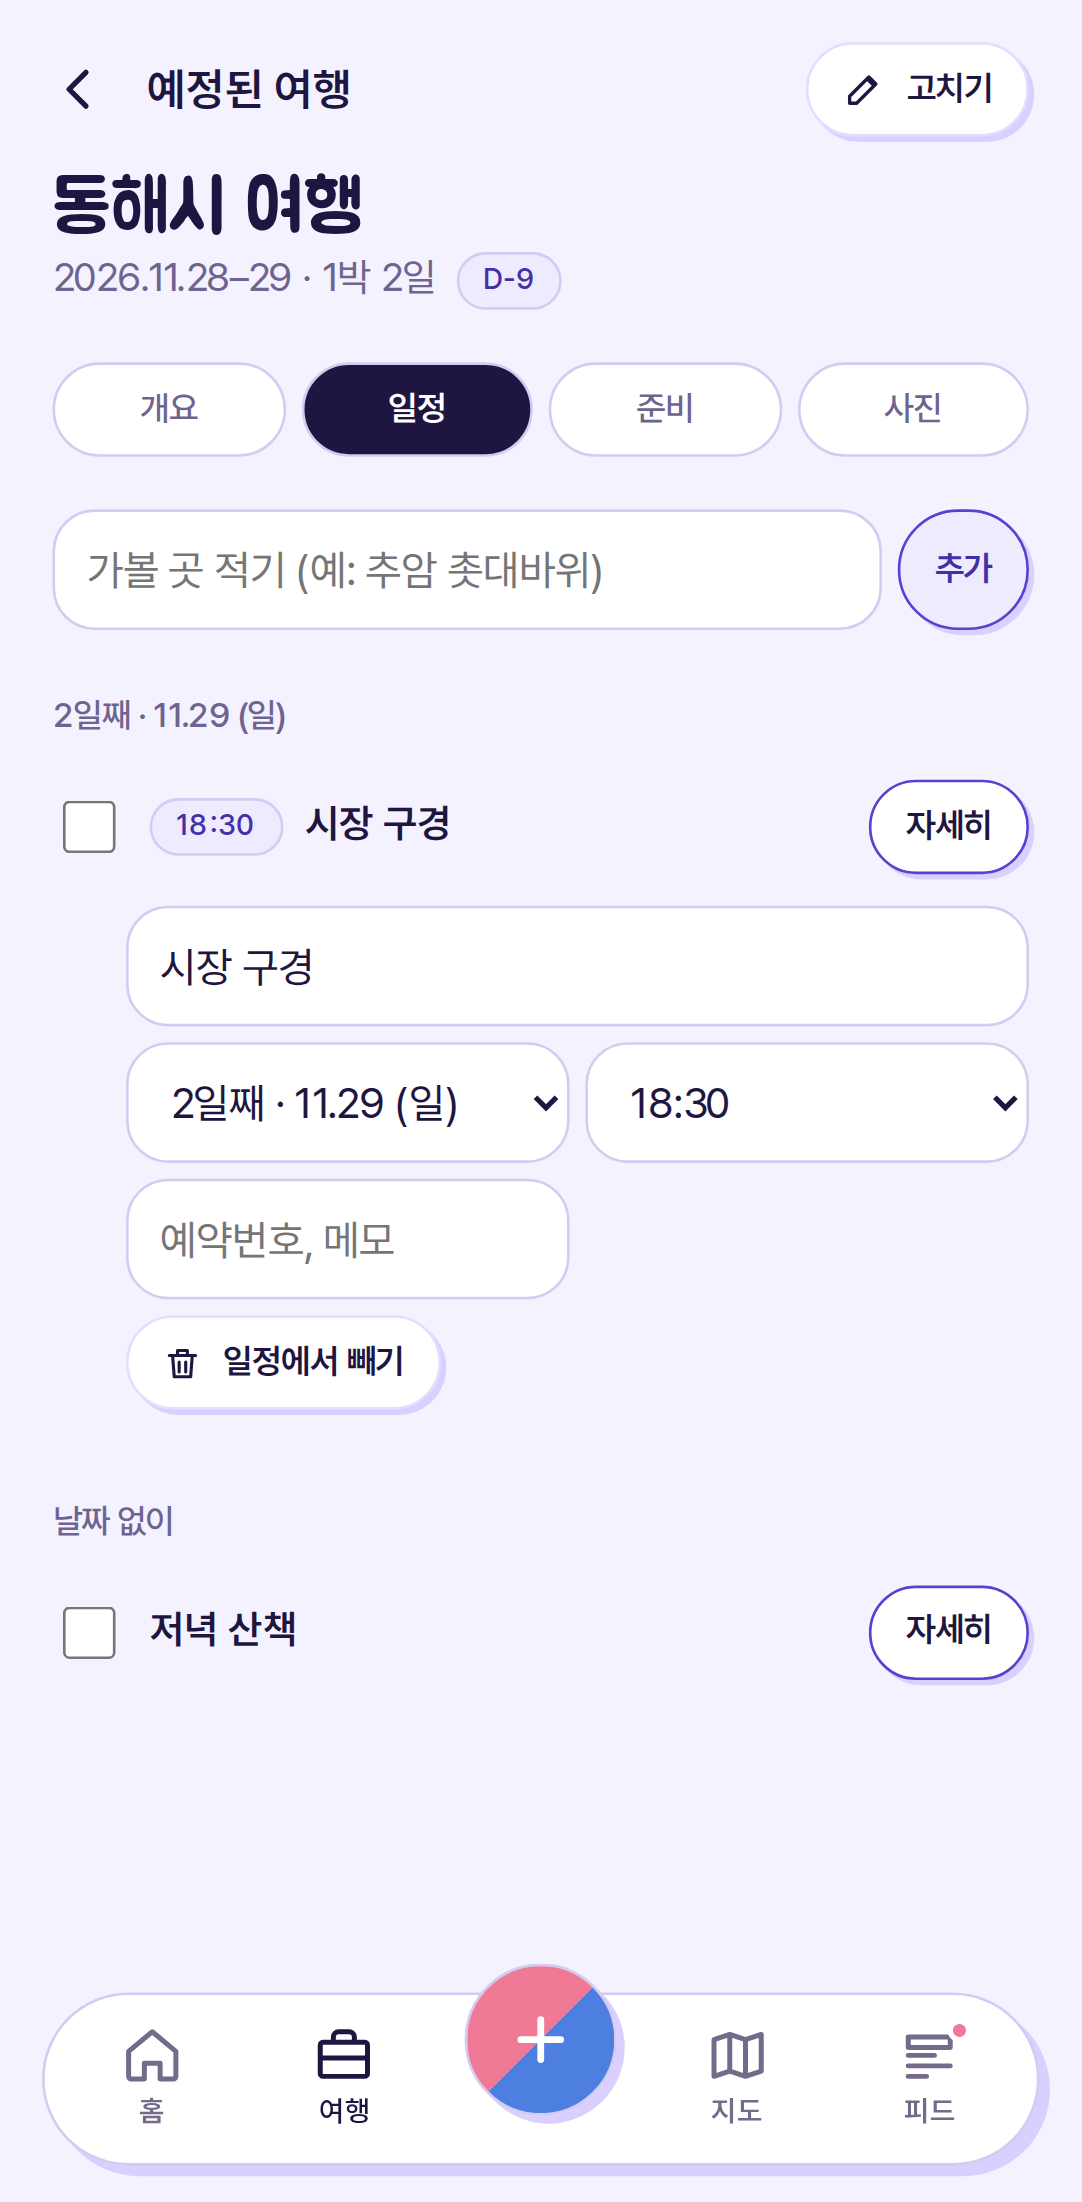 예정된 여행
고치기
동해시 여행
2026.11.28–29 · 1박 2일 D-9
개요 일정 준비 사진
가볼 곳 적기 (예: 추암 촛대바위) 추가
2일째 · 11.29 (일)
18:30 시장 구경 자세히
시장 구경
2일째 · 11.29 (일) 18:30
예약번호, 메모
일정에서 빼기
날짜 없이
저녁 산책 자세히
홈 여행 지도 피드